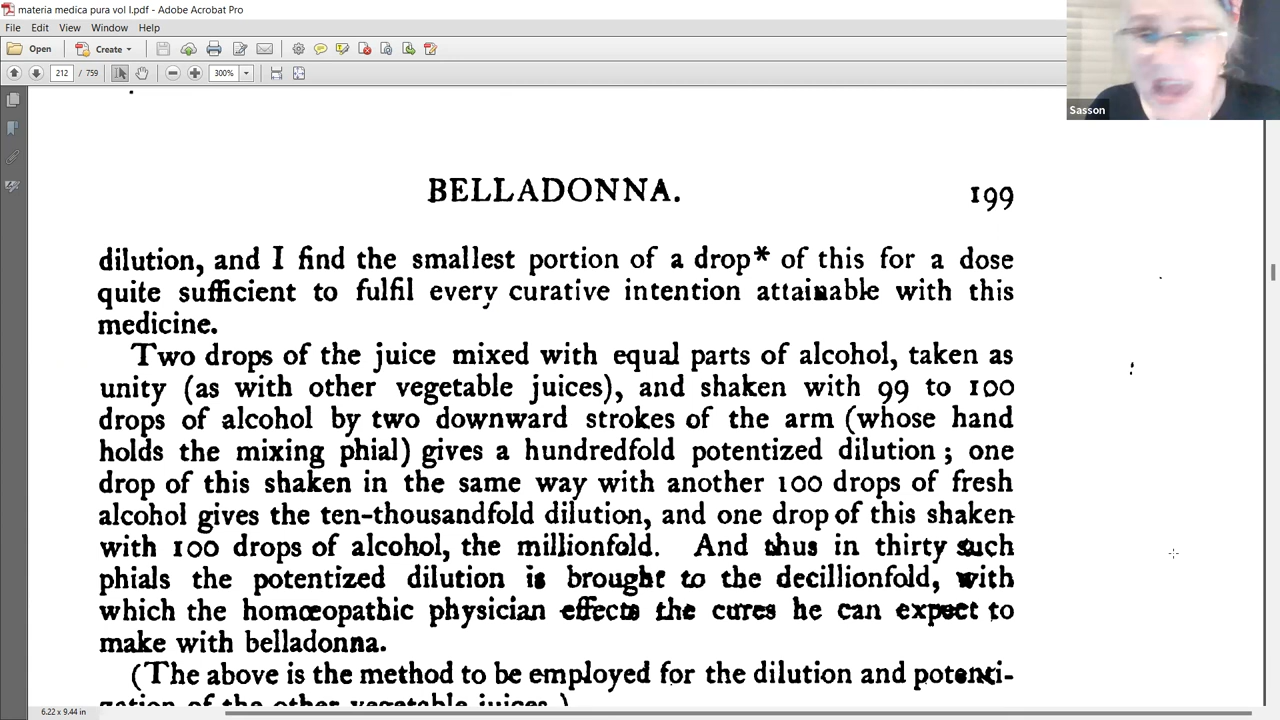 materia medica pura vol I.pdf - Adobe Acrobat Pro
File Edit View Window Help
Open Create
212 / 759 300%
Sasson
BELLADONNA. 199
dilution, and I find the smallest portion of a drop* of this for a dose
quite sufficient to fulfil every curative intention attainable with this
medicine.
Two drops of the juice mixed with equal parts of alcohol, taken as
unity (as with other vegetable juices), and shaken with 99 to 100
drops of alcohol by two downward strokes of the arm (whose hand
holds the mixing phial) gives a hundredfold potentized dilution ; one
drop of this shaken in the same way with another 100 drops of fresh
alcohol gives the ten-thousandfold dilution, and one drop of this shaken
with 100 drops of alcohol, the millionfold. And thus in thirty such
phials the potentized dilution is brought to the decillionfold, with
which the homœopathic physician effects the cures he can expect to
make with belladonna.
(The above is the method to be employed for the dilution and potenti-
zation of the other vegetable juices.)
6.22 x 9.44 in